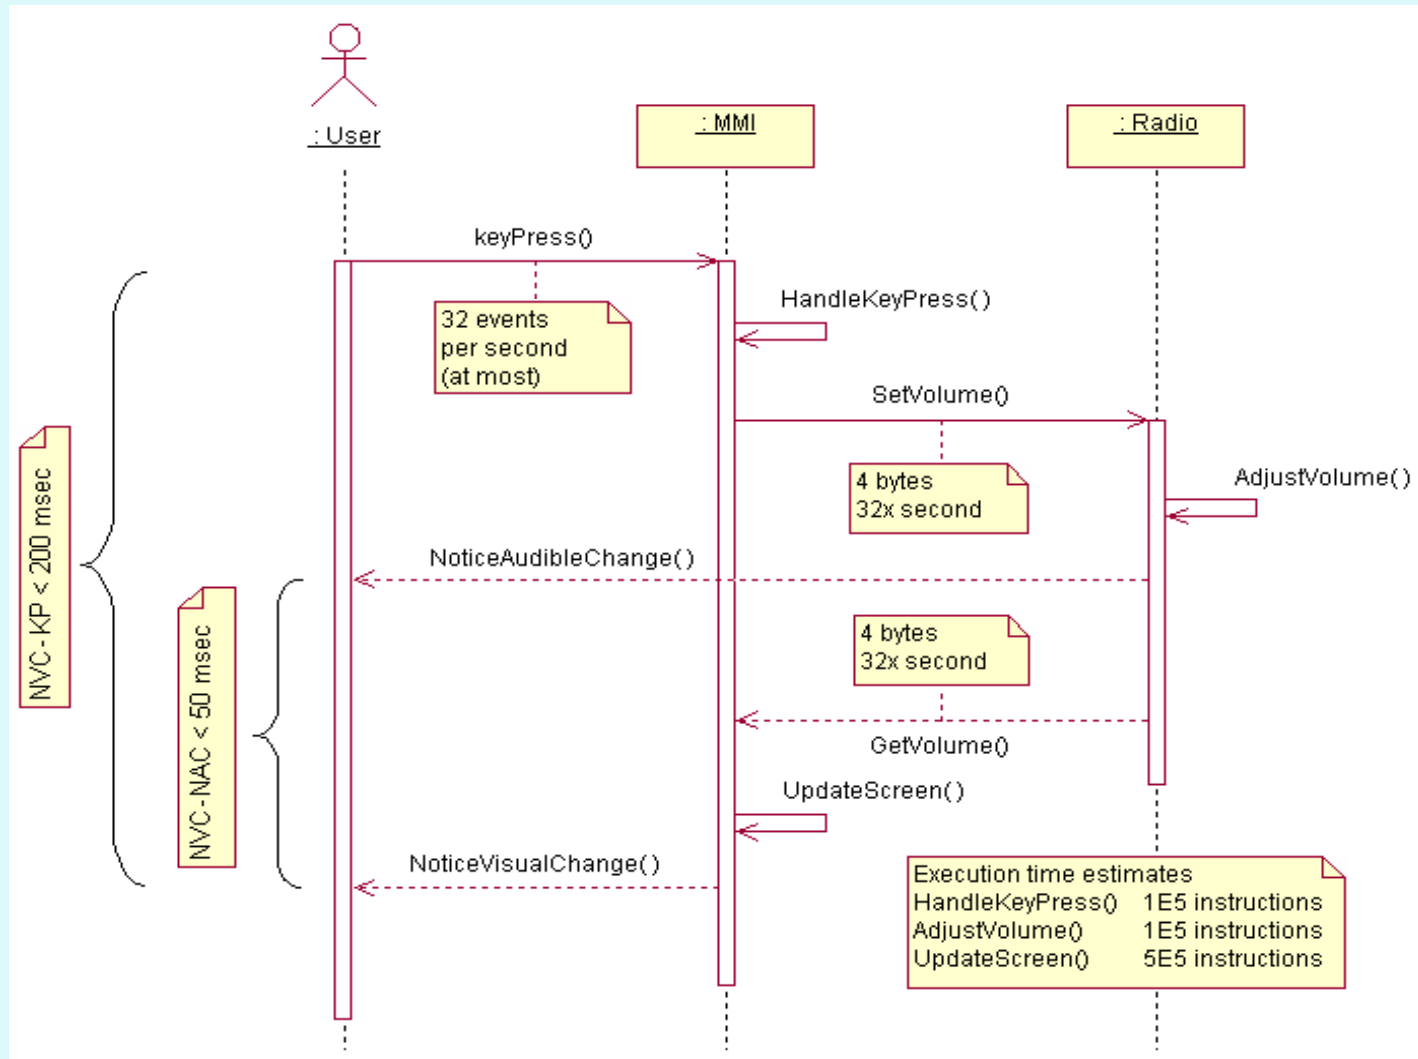 : User
: MMI
: Radio
keyPress()
32 events
per second
(at most)
HandleKeyPress()
SetVolume()
4 bytes
32x second
AdjustVolume()
NoticeAudibleChange()
4 bytes
32x second
GetVolume()
UpdateScreen()
NoticeVisualChange()
NVC-KP < 200 msec
NVC-NAC < 50 msec
Execution time estimates
HandleKeyPress() 1E5 instructions
AdjustVolume() 1E5 instructions
UpdateScreen() 5E5 instructions